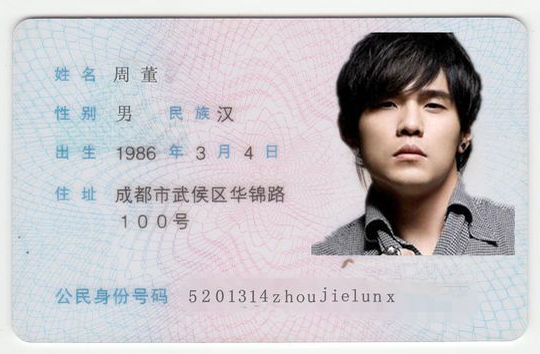 姓名 周董
性别 男 民族 汉
出生 1986 年 3 月 4 日
住址 成都市武侯区华锦路
100号
公民身份号码 5201314zhoujielunx